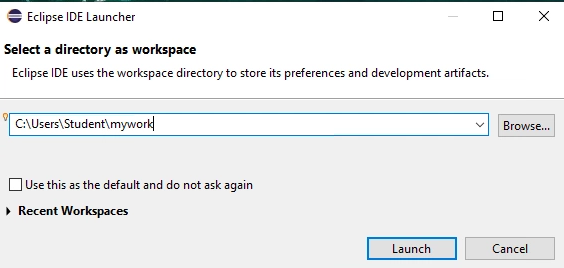 Eclipse IDE Launcher
Select a directory as workspace
Eclipse IDE uses the workspace directory to store its preferences and development artifacts.
C:\Users\Student\mywork
Browse...
Use this as the default and do not ask again
Recent Workspaces
Launch
Cancel